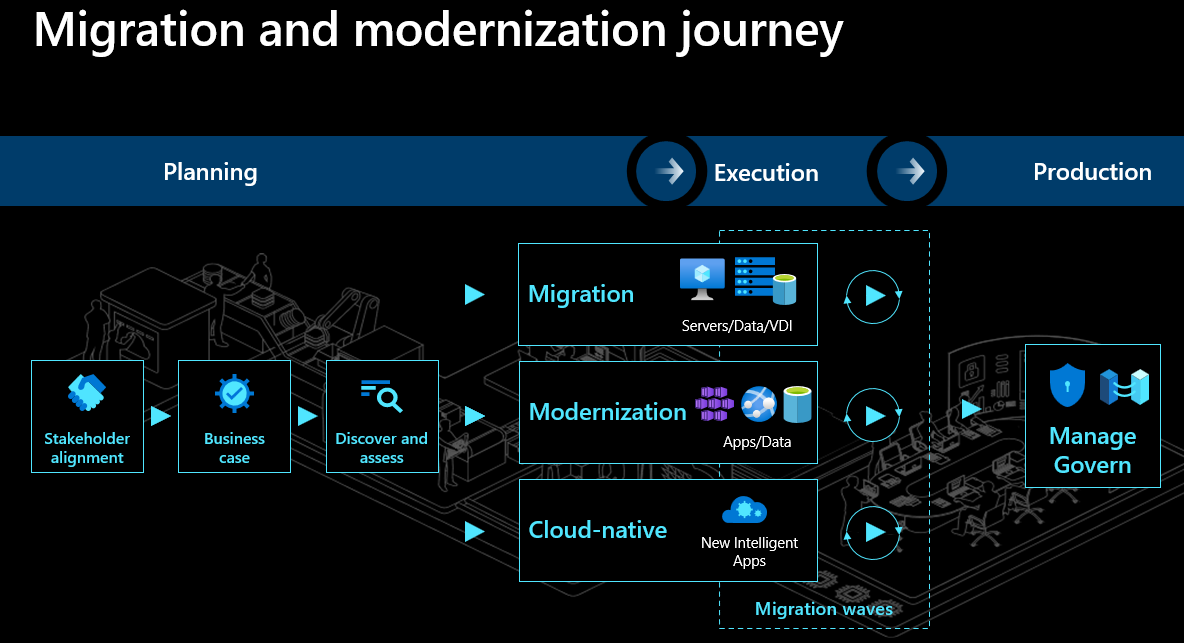 Migration and modernization journey
Planning
Execution
Production
Stakeholder
alignment
Business
case
Discover and
assess
Migration
Servers/Data/VDI
Modernization
Apps/Data
Cloud-native
New Intelligent
Apps
Migration waves
Manage
Govern